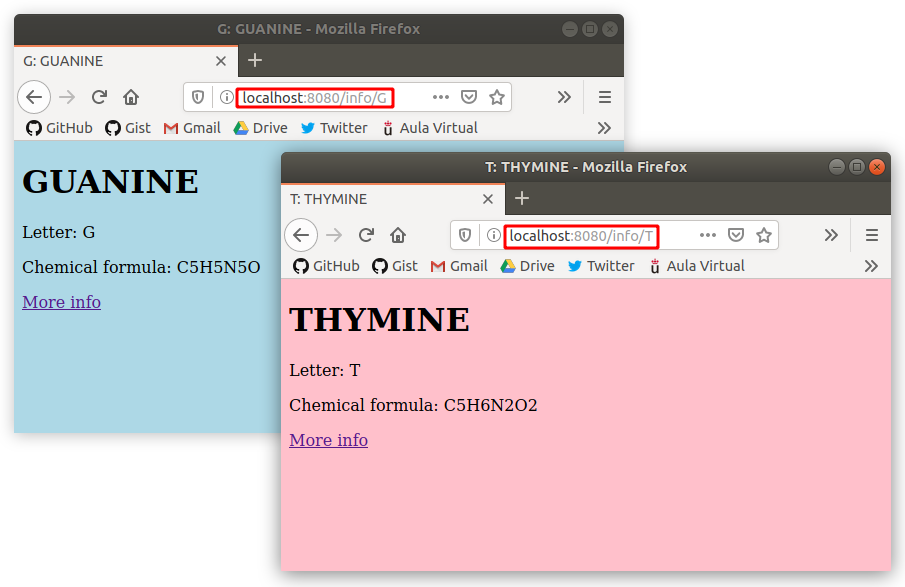 G: GUANINE - Mozilla Firefox
G: GUANINE
localhost:8080/info/G
GitHub Gist Gmail Drive Twitter Aula Virtual
GUANINE
Letter: G
Chemical formula: C5H5N5O
More info
T: THYMINE - Mozilla Firefox
T: THYMINE
localhost:8080/info/T
GitHub Gist Gmail Drive Twitter Aula Virtual
THYMINE
Letter: T
Chemical formula: C5H6N2O2
More info